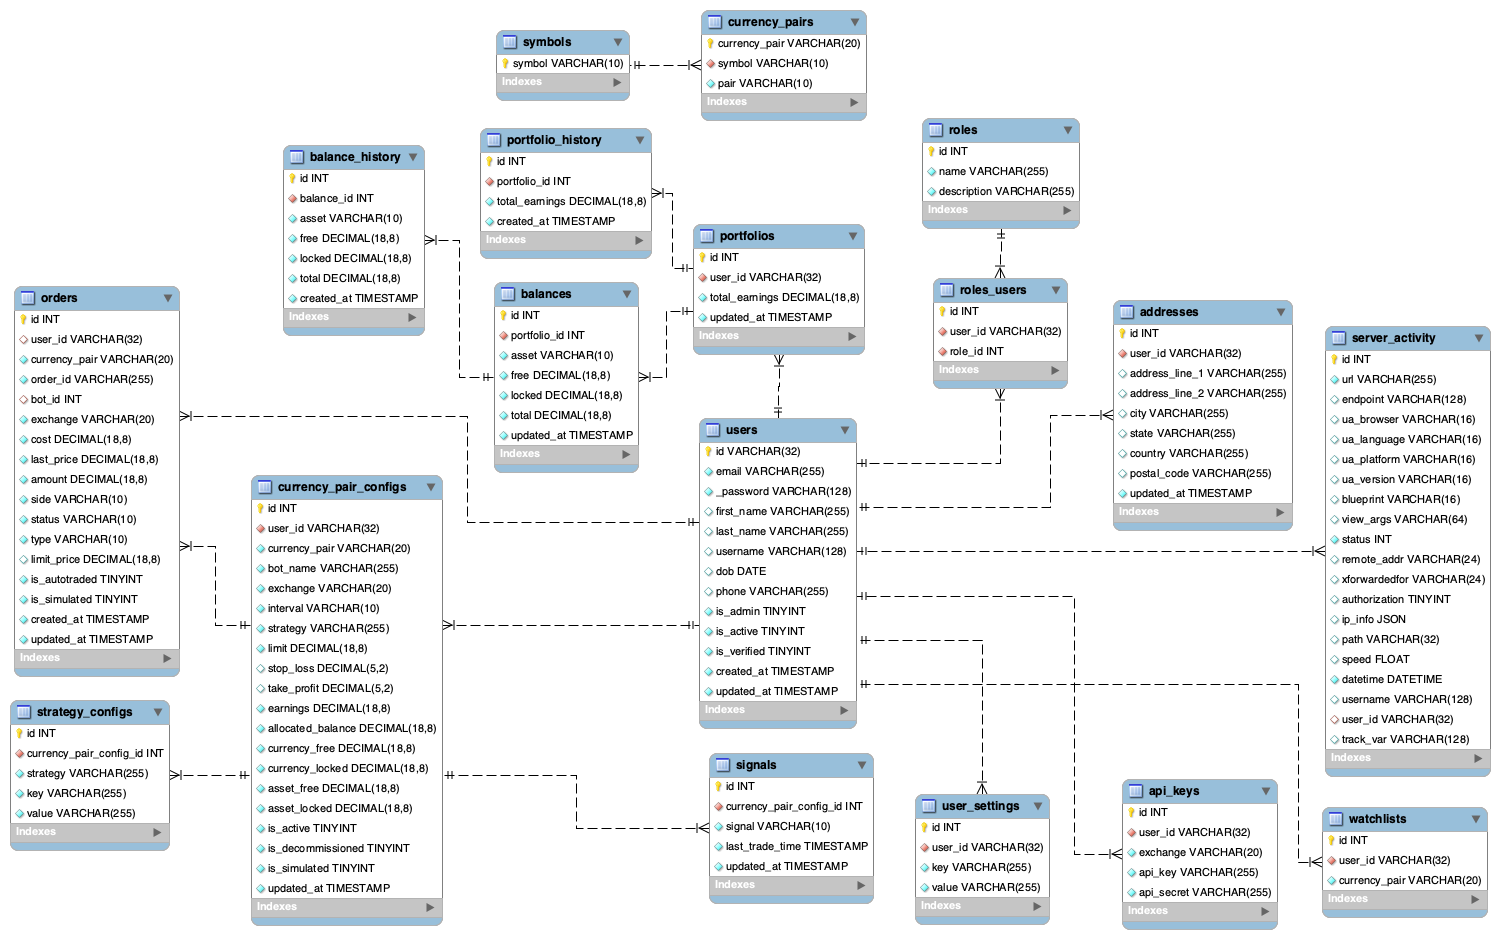 symbols
symbol VARCHAR(10)
Indexes
currency_pairs
currency_pair VARCHAR(20)
symbol VARCHAR(10)
pair VARCHAR(10)
Indexes
portfolio_history
id INT
portfolio_id INT
total_earnings DECIMAL(18,8)
created_at TIMESTAMP
Indexes
roles
id INT
name VARCHAR(255)
description VARCHAR(255)
Indexes
balance_history
id INT
balance_id INT
asset VARCHAR(10)
free DECIMAL(18,8)
locked DECIMAL(18,8)
total DECIMAL(18,8)
created_at TIMESTAMP
Indexes
portfolios
id INT
user_id VARCHAR(32)
total_earnings DECIMAL(18,8)
updated_at TIMESTAMP
Indexes
balances
id INT
portfolio_id INT
asset VARCHAR(10)
free DECIMAL(18,8)
locked DECIMAL(18,8)
total DECIMAL(18,8)
updated_at TIMESTAMP
Indexes
roles_users
id INT
user_id VARCHAR(32)
role_id INT
Indexes
orders
id INT
user_id VARCHAR(32)
currency_pair VARCHAR(20)
order_id VARCHAR(255)
bot_id INT
exchange VARCHAR(20)
cost DECIMAL(18,8)
last_price DECIMAL(18,8)
amount DECIMAL(18,8)
side VARCHAR(10)
status VARCHAR(10)
type VARCHAR(10)
limit_price DECIMAL(18,8)
is_autotraded TINYINT
is_simulated TINYINT
created_at TIMESTAMP
updated_at TIMESTAMP
Indexes
addresses
id INT
user_id VARCHAR(32)
address_line_1 VARCHAR(255)
address_line_2 VARCHAR(255)
city VARCHAR(255)
state VARCHAR(255)
country VARCHAR(255)
postal_code VARCHAR(255)
updated_at TIMESTAMP
Indexes
server_activity
id INT
url VARCHAR(255)
endpoint VARCHAR(128)
ua_browser VARCHAR(16)
ua_language VARCHAR(16)
ua_platform VARCHAR(16)
ua_version VARCHAR(16)
blueprint VARCHAR(16)
view_args VARCHAR(64)
status INT
remote_addr VARCHAR(24)
xforwardedfor VARCHAR(24)
authorization TINYINT
ip_info JSON
path VARCHAR(32)
speed FLOAT
datetime DATETIME
username VARCHAR(128)
user_id VARCHAR(32)
track_var VARCHAR(128)
Indexes
users
id VARCHAR(32)
email VARCHAR(255)
_password VARCHAR(128)
first_name VARCHAR(255)
last_name VARCHAR(255)
username VARCHAR(128)
dob DATE
phone VARCHAR(255)
is_admin TINYINT
is_active TINYINT
is_verified TINYINT
created_at TIMESTAMP
updated_at TIMESTAMP
Indexes
currency_pair_configs
id INT
user_id VARCHAR(32)
currency_pair VARCHAR(20)
bot_name VARCHAR(255)
exchange VARCHAR(20)
interval VARCHAR(10)
strategy VARCHAR(255)
limit DECIMAL(18,8)
stop_loss DECIMAL(5,2)
take_profit DECIMAL(5,2)
earnings DECIMAL(18,8)
allocated_balance DECIMAL(18,8)
currency_free DECIMAL(18,8)
currency_locked DECIMAL(18,8)
asset_free DECIMAL(18,8)
asset_locked DECIMAL(18,8)
is_active TINYINT
is_decommissioned TINYINT
is_simulated TINYINT
updated_at TIMESTAMP
Indexes
strategy_configs
id INT
currency_pair_config_id INT
strategy VARCHAR(255)
key VARCHAR(255)
value VARCHAR(255)
Indexes
signals
id INT
currency_pair_config_id INT
signal VARCHAR(10)
last_trade_time TIMESTAMP
updated_at TIMESTAMP
Indexes
user_settings
id INT
user_id VARCHAR(32)
key VARCHAR(255)
value VARCHAR(255)
Indexes
api_keys
id INT
user_id VARCHAR(32)
exchange VARCHAR(20)
api_key VARCHAR(255)
api_secret VARCHAR(255)
Indexes
watchlists
id INT
user_id VARCHAR(32)
currency_pair VARCHAR(20)
Indexes